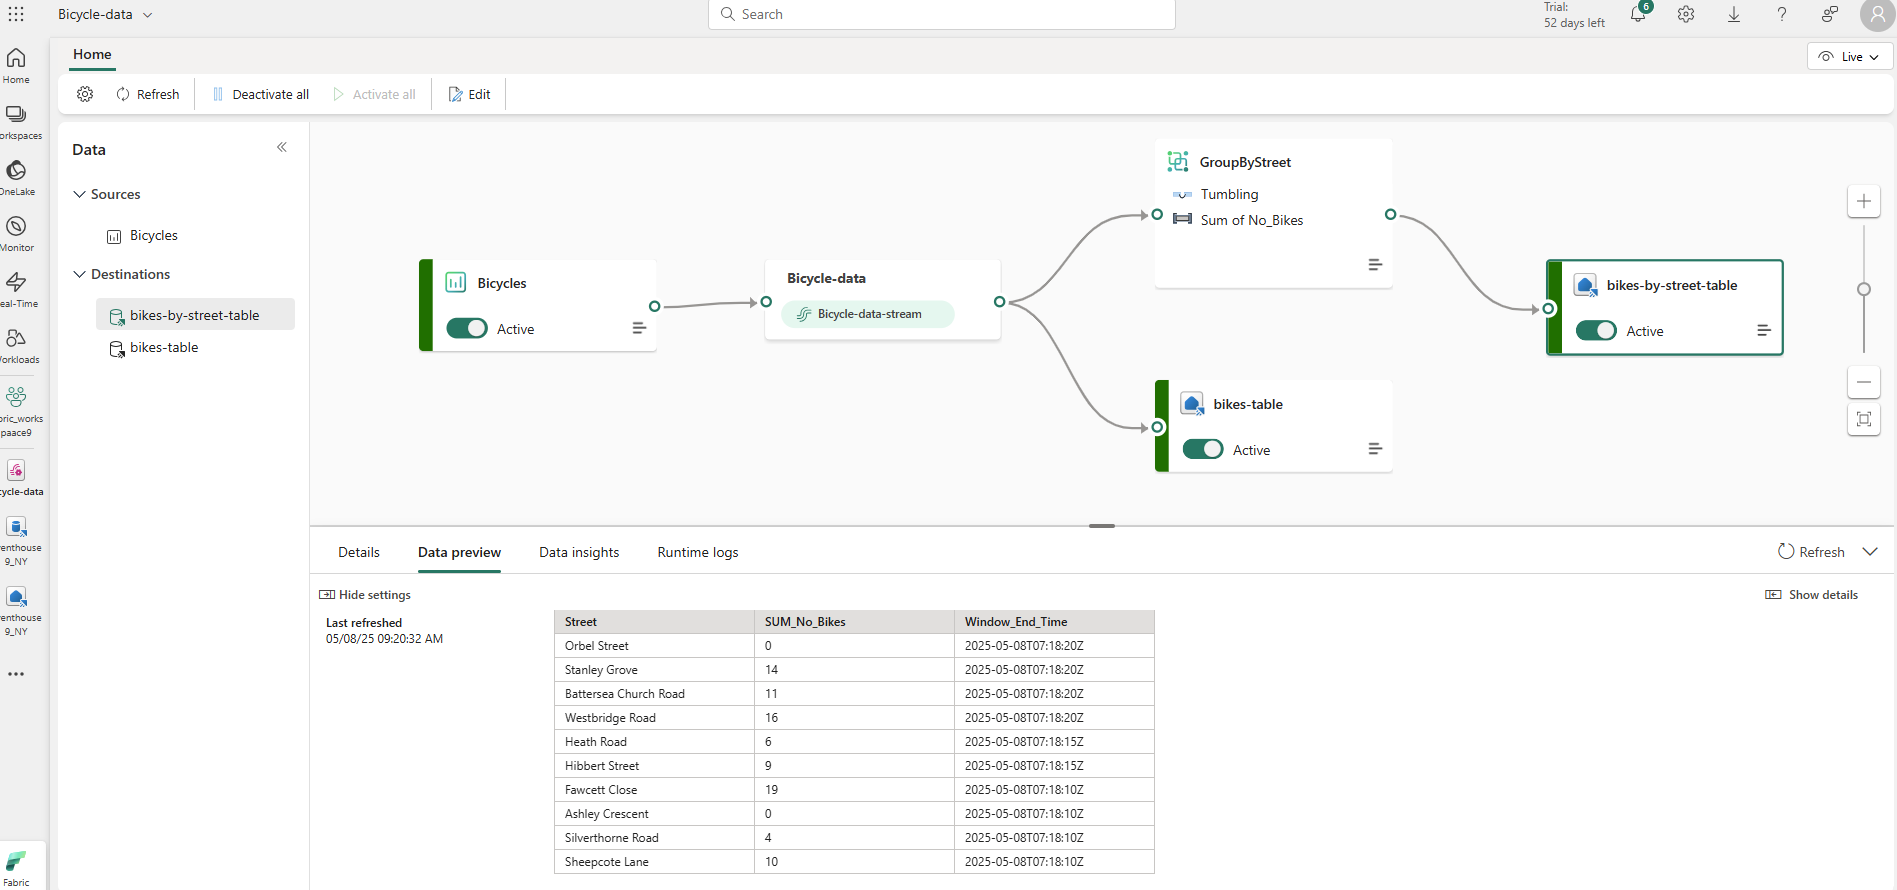 Bicycle-data
Search
Trial:
52 days left
6
Home
Live
Refresh
Deactivate all
Activate all
Edit
Home
orkspaces
OneLake
Monitor
eal-Time
orkloads
bric_works
paace9
cycle-data
venthouse
9_NY
venthouse
9_NY
Fabric
Data
Sources
Bicycles
Destinations
bikes-by-street-table
bikes-table
Bicycles
Active
Bicycle-data
Bicycle-data-stream
GroupByStreet
Tumbling
Sum of No_Bikes
bikes-table
Active
bikes-by-street-table
Active
Details Data preview Data insights Runtime logs
Refresh
Hide settings
Show details
Last refreshed
05/08/25 09:20:32 AM
Street SUM_No_Bikes Window_End_Time
Orbel Street 0 2025-05-08T07:18:20Z
Stanley Grove 14 2025-05-08T07:18:20Z
Battersea Church Road 11 2025-05-08T07:18:20Z
Westbridge Road 16 2025-05-08T07:18:20Z
Heath Road 6 2025-05-08T07:18:15Z
Hibbert Street 9 2025-05-08T07:18:15Z
Fawcett Close 19 2025-05-08T07:18:10Z
Ashley Crescent 0 2025-05-08T07:18:10Z
Silverthorne Road 4 2025-05-08T07:18:10Z
Sheepcote Lane 10 2025-05-08T07:18:10Z